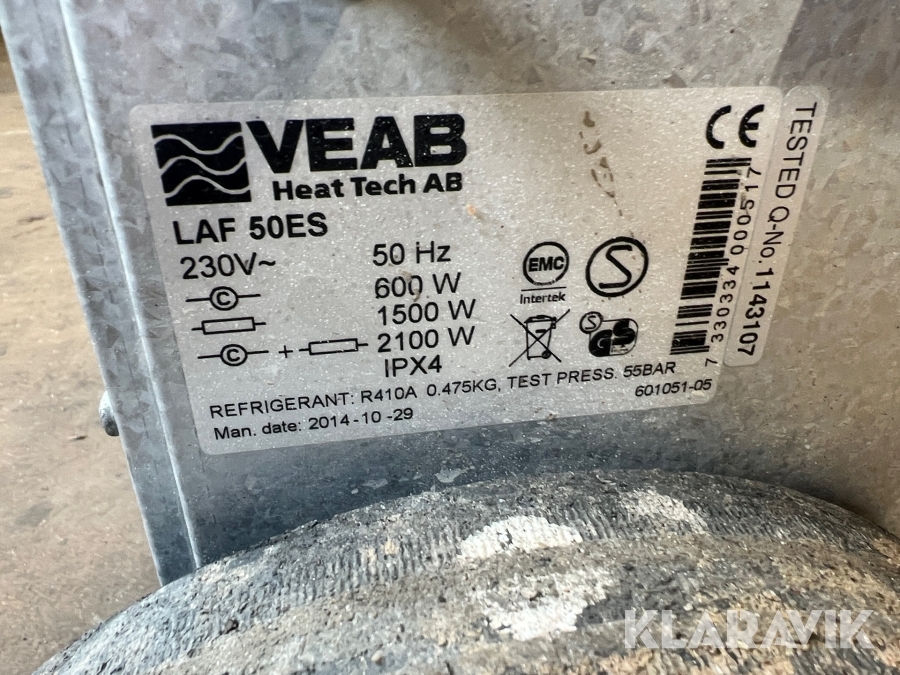 VEAB
Heat Tech AB
LAF 50ES
230V~ 50 Hz
C 600 W
1500 W
C + 2100 W
IPX4
REFRIGERANT: R410A 0.475KG, TEST PRESS. 55BAR
Man. date: 2014-10-29
601051-05
EMC
Intertek
S
S
GS
CE
7 330334 000517
TESTED Q-No. 1143107
KLARAVIK